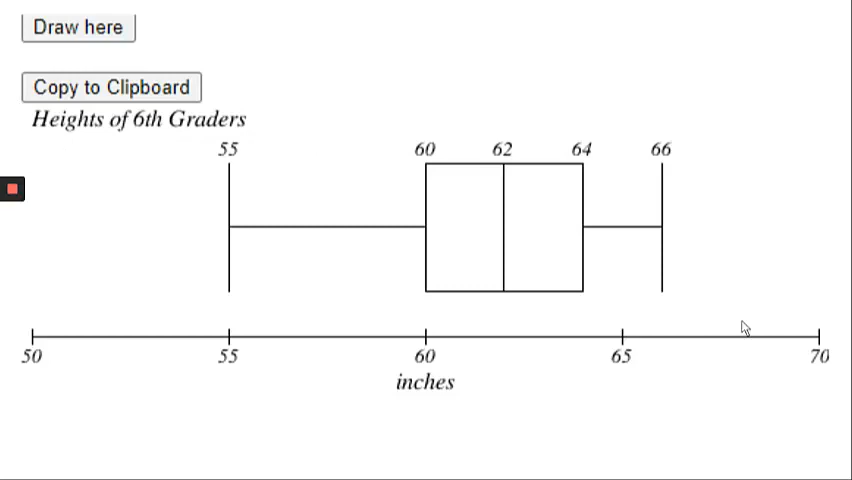 Draw here
Copy to Clipboard
Heights of 6th Graders
55 60 62 64 66
50 55 60 65 70
inches